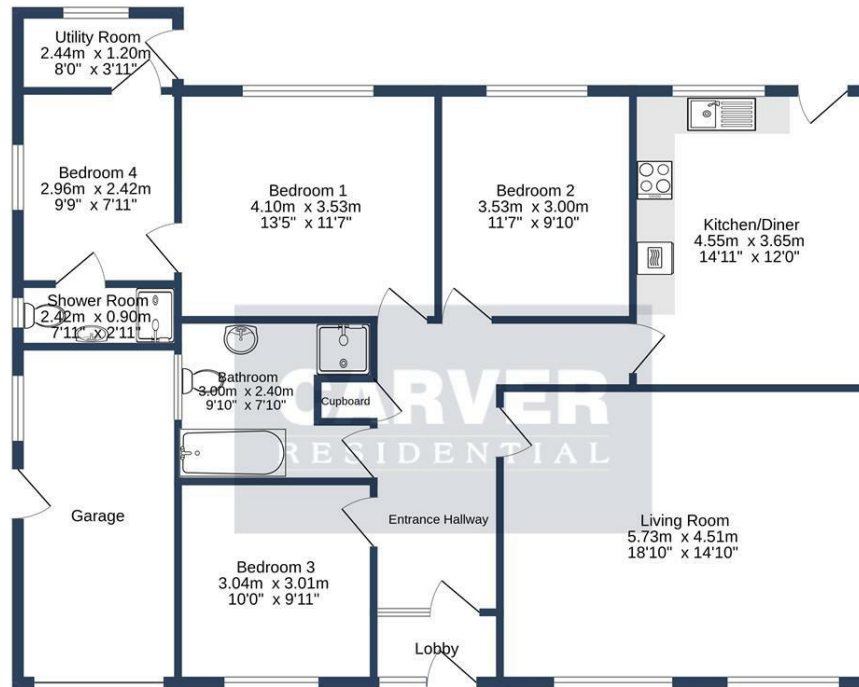 Utility Room
2.44m x 1.20m
8'0" x 3'11"
Bedroom 4
2.96m x 2.42m
9'9" x 7'11"
Bedroom 1
4.10m x 3.53m
13'5" x 11'7"
Bedroom 2
3.53m x 3.00m
11'7" x 9'10"
Kitchen/Diner
4.55m x 3.65m
14'11" x 12'0"
Shower Room
2.42m x 0.90m
7'11" x 2'11"
Bathroom
3.00m x 2.40m
9'10" x 7'10"
Cupboard
CARVER
RESIDENTIAL
Garage
Entrance Hallway
Living Room
5.73m x 4.51m
18'10" x 14'10"
Bedroom 3
3.04m x 3.01m
10'0" x 9'11"
Lobby